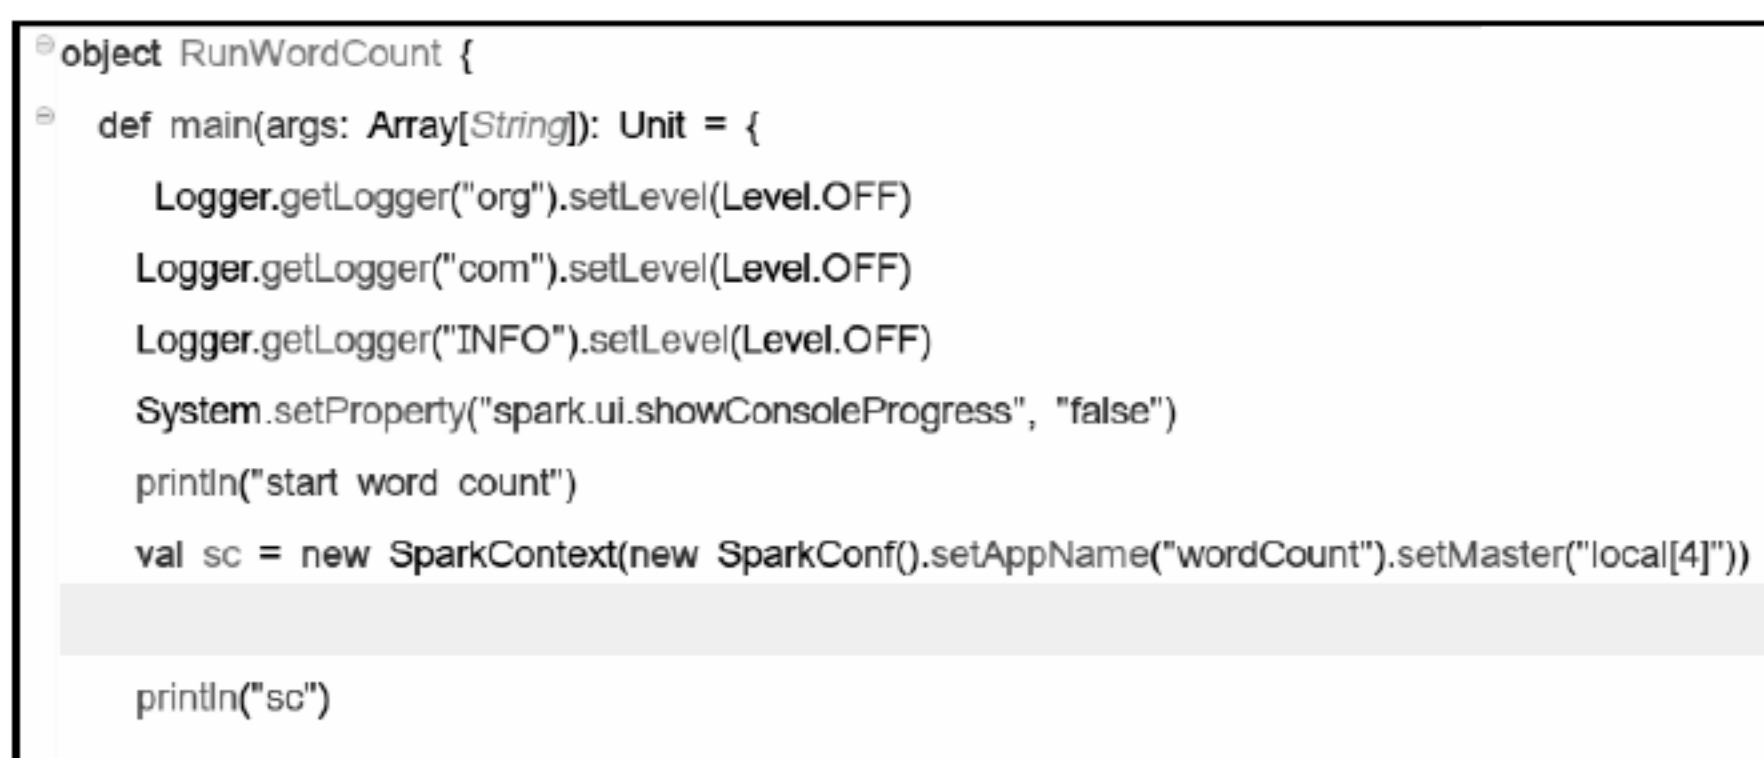 object RunWordCount {
def main(args: Array[String]): Unit = {
Logger.getLogger("org").setLevel(Level.OFF)
Logger.getLogger("com").setLevel(Level.OFF)
Logger.getLogger("INFO").setLevel(Level.OFF)
System.setProperty("spark.ui.showConsoleProgress", "false")
println("start word count")
val sc = new SparkContext(new SparkConf().setAppName("wordCount").setMaster("local[4]"))
println("sc")